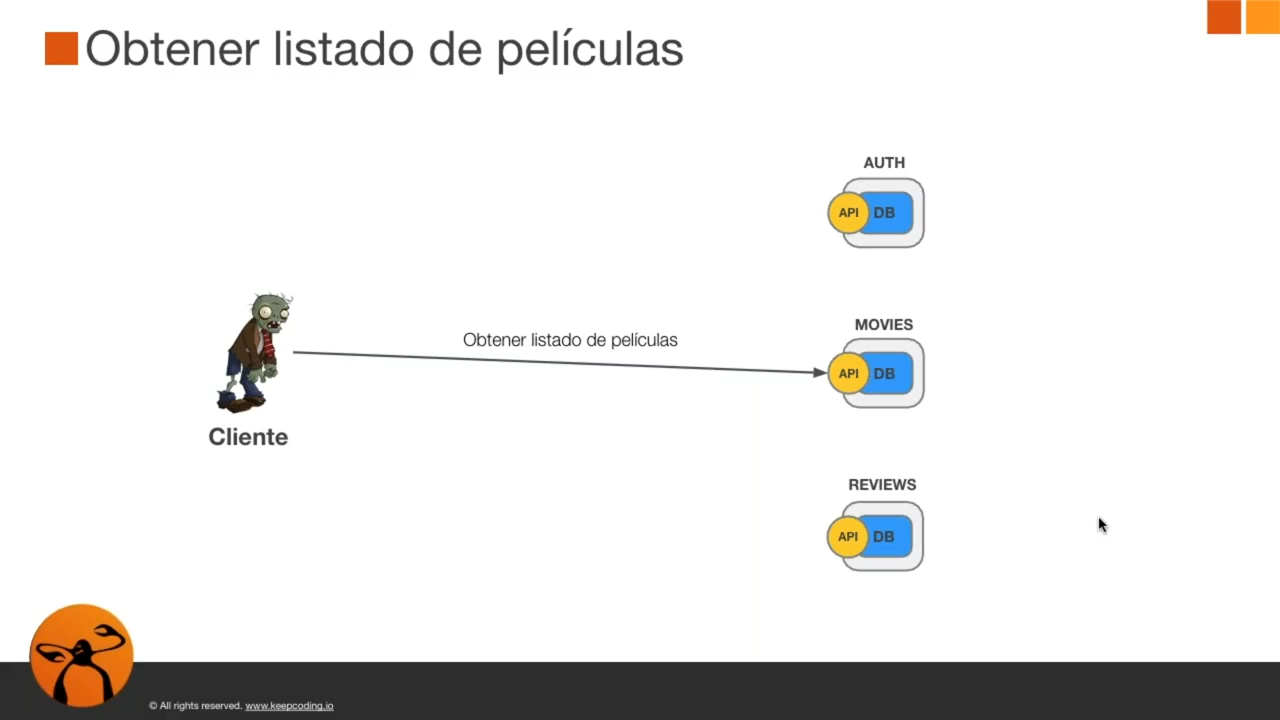 Obtener listado de películas
AUTH
API
DB
MOVIES
Obtener listado de películas
API
DB
Cliente
REVIEWS
API
DB
© All rights reserved. www.keepcoding.io